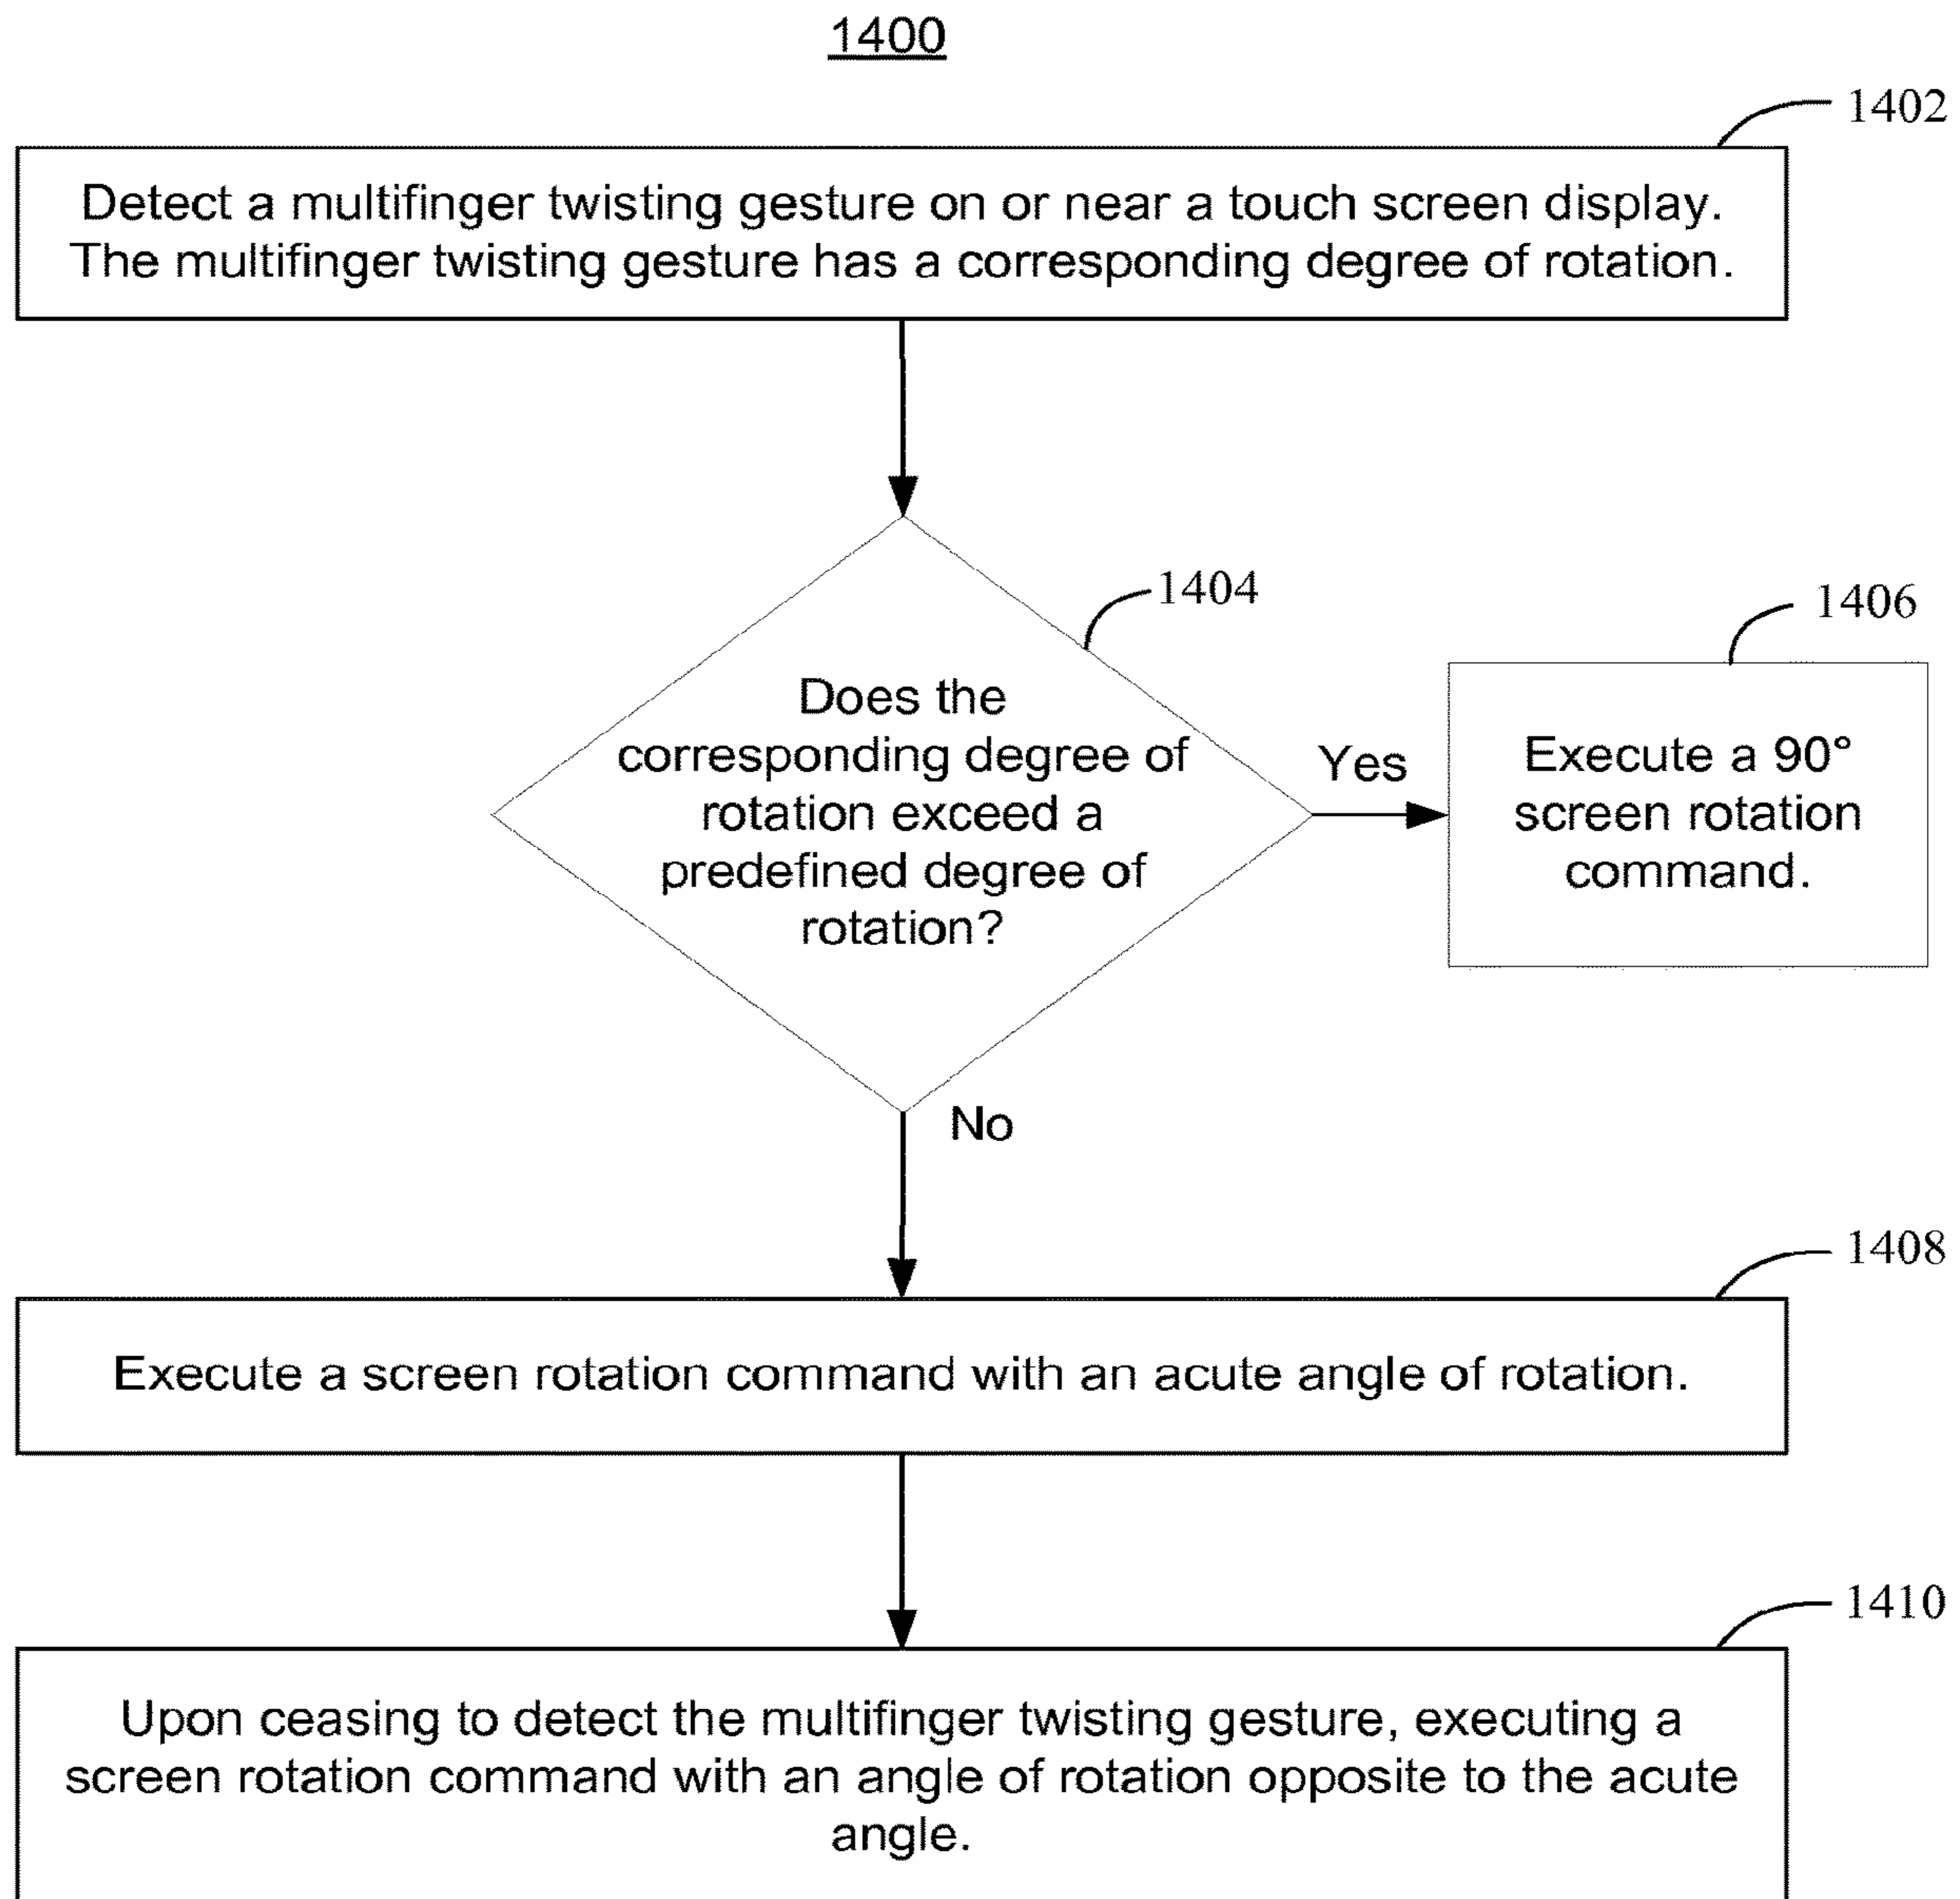 1400
1402
Detect a multifinger twisting gesture on or near a touch screen display.
The multifinger twisting gesture has a corresponding degree of rotation.
1404
1406
Does the
corresponding degree of
rotation exceed a
predefined degree of
rotation?
Yes
Execute a 90°
screen rotation
command.
No
1408
Execute a screen rotation command with an acute angle of rotation.
1410
Upon ceasing to detect the multifinger twisting gesture, executing a
screen rotation command with an angle of rotation opposite to the acute
angle.